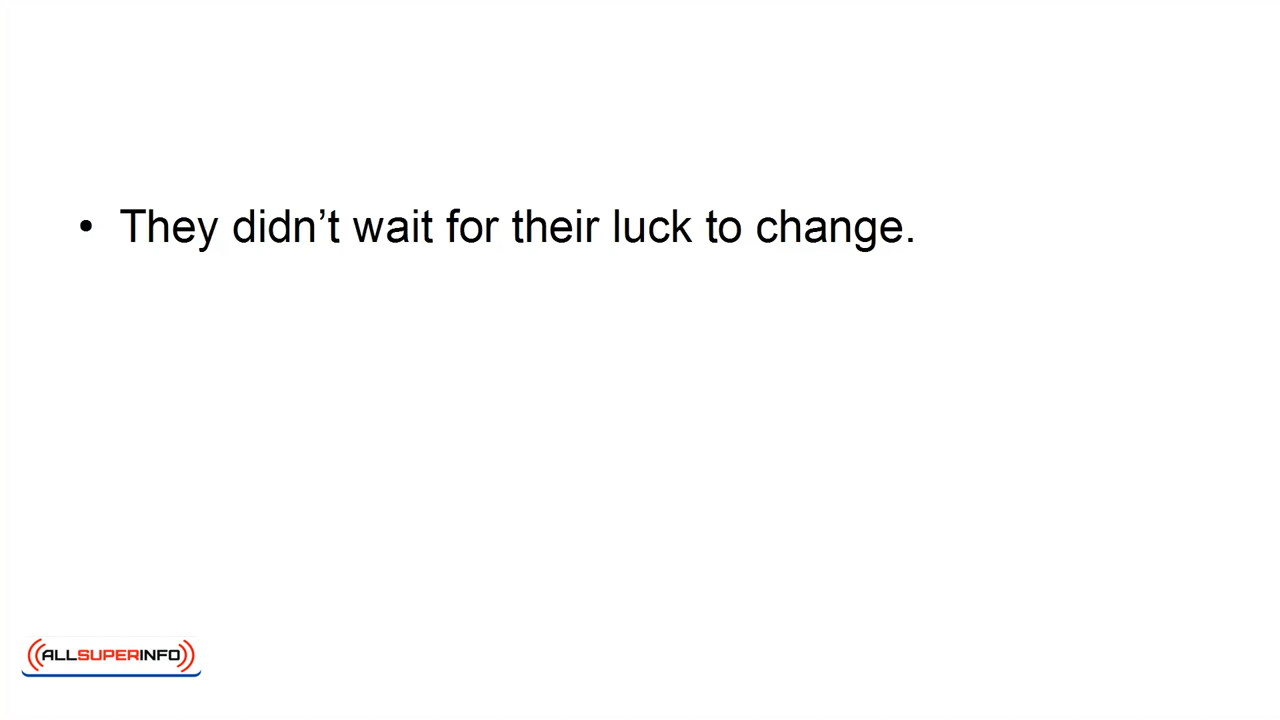 • They didn’t wait for their luck to change.
ALLSUPERINFO